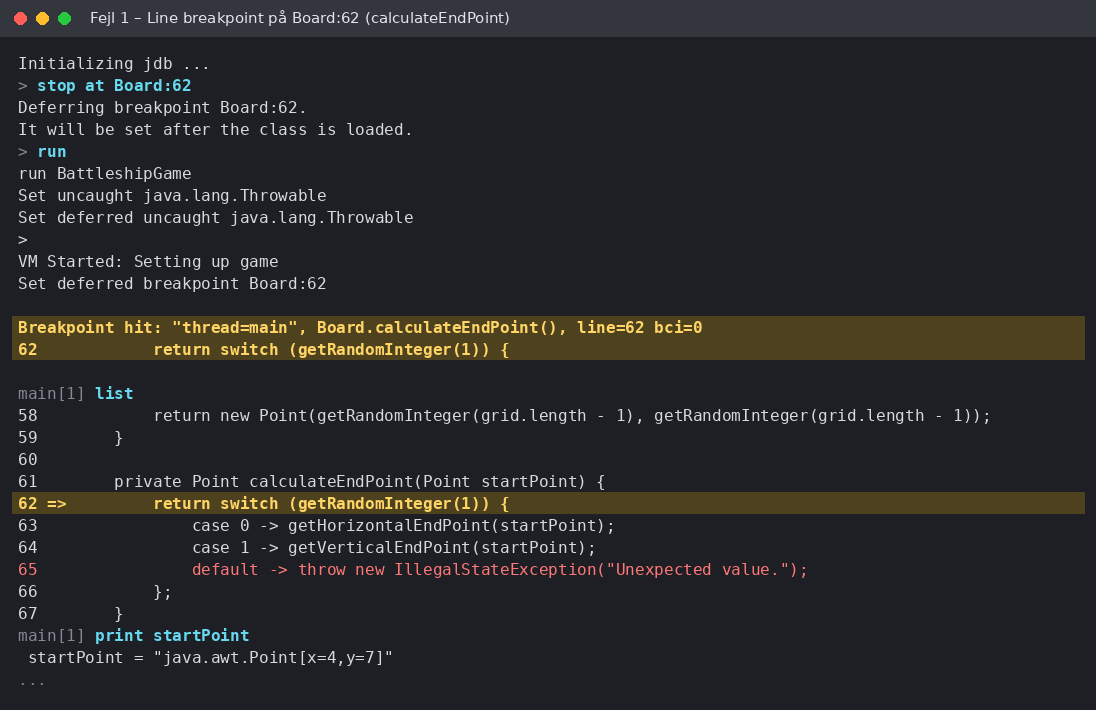 Fejl 1 – Line breakpoint på Board:62 (calculateEndPoint)
Initializing jdb ...
> stop at Board:62
Deferring breakpoint Board:62.
It will be set after the class is loaded.
> run
run BattleshipGame
Set uncaught java.lang.Throwable
Set deferred uncaught java.lang.Throwable
>
VM Started: Setting up game
Set deferred breakpoint Board:62
Breakpoint hit: "thread=main", Board.calculateEndPoint(), line=62 bci=0
62            return switch (getRandomInteger(1)) {
main[1] list
58            return new Point(getRandomInteger(grid.length - 1), getRandomInteger(grid.length - 1));
59        }
60
61        private Point calculateEndPoint(Point startPoint) {
62 =>         return switch (getRandomInteger(1)) {
63                case 0 -> getHorizontalEndPoint(startPoint);
64                case 1 -> getVerticalEndPoint(startPoint);
65                default -> throw new IllegalStateException("Unexpected value.");
66            };
67        }
main[1] print startPoint
 startPoint = "java.awt.Point[x=4,y=7]"
...